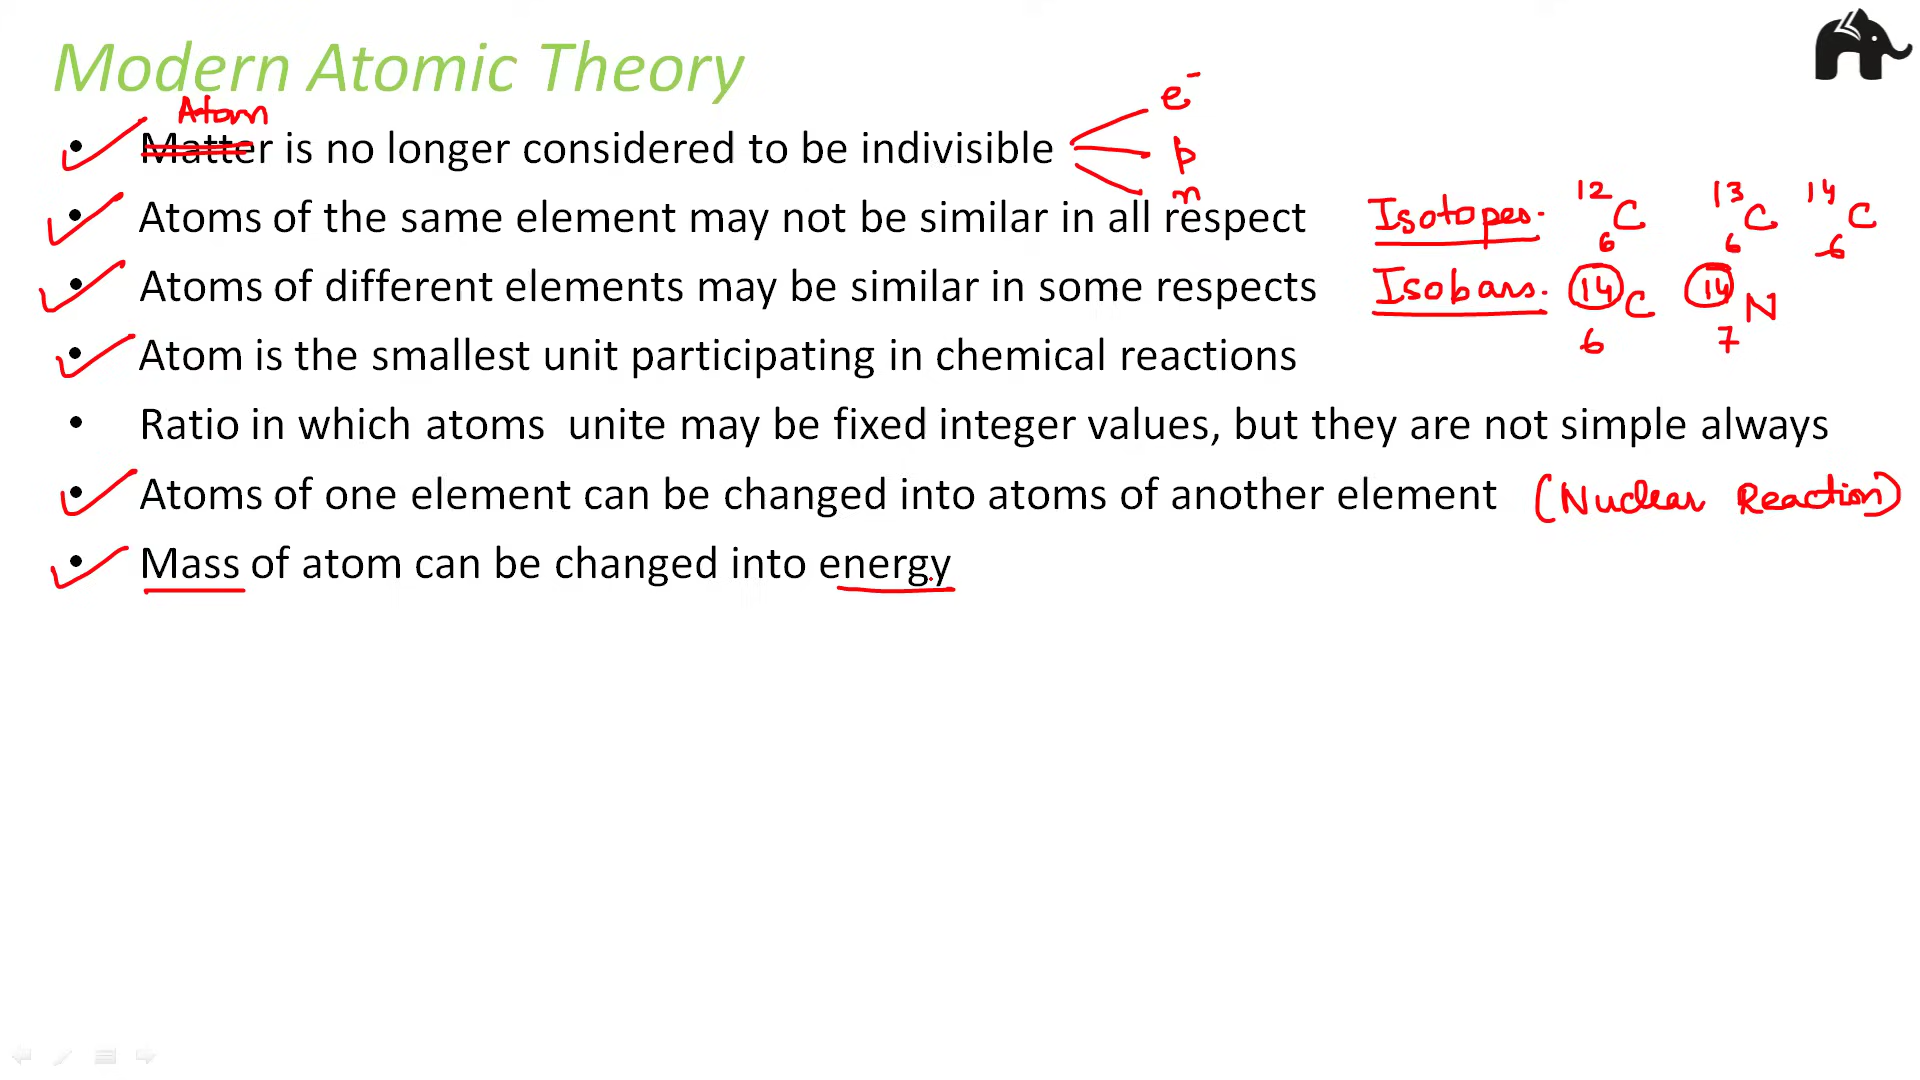 Modern Atomic Theory
Atom
• Matter is no longer considered to be indivisible e⁻ p n
• Atoms of the same element may not be similar in all respect Isotopes. ¹²₆C ¹³₆C ¹⁴₆C
• Atoms of different elements may be similar in some respects Isobars. ¹⁴₆C ¹⁴₇N
• Atom is the smallest unit participating in chemical reactions
• Ratio in which atoms unite may be fixed integer values, but they are not simple always
• Atoms of one element can be changed into atoms of another element (Nuclear Reaction)
• Mass of atom can be changed into energy